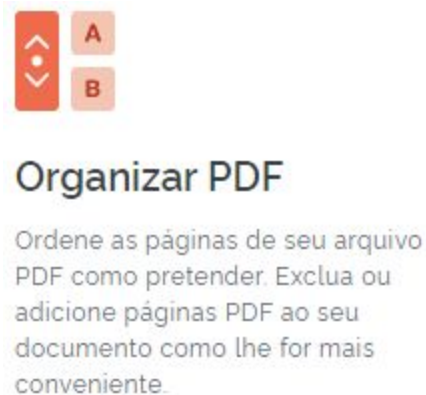 A
B
Organizar PDF
Ordene as páginas de seu arquivo
PDF como pretender. Exclua ou
adicione páginas PDF ao seu
documento como lhe for mais
conveniente.